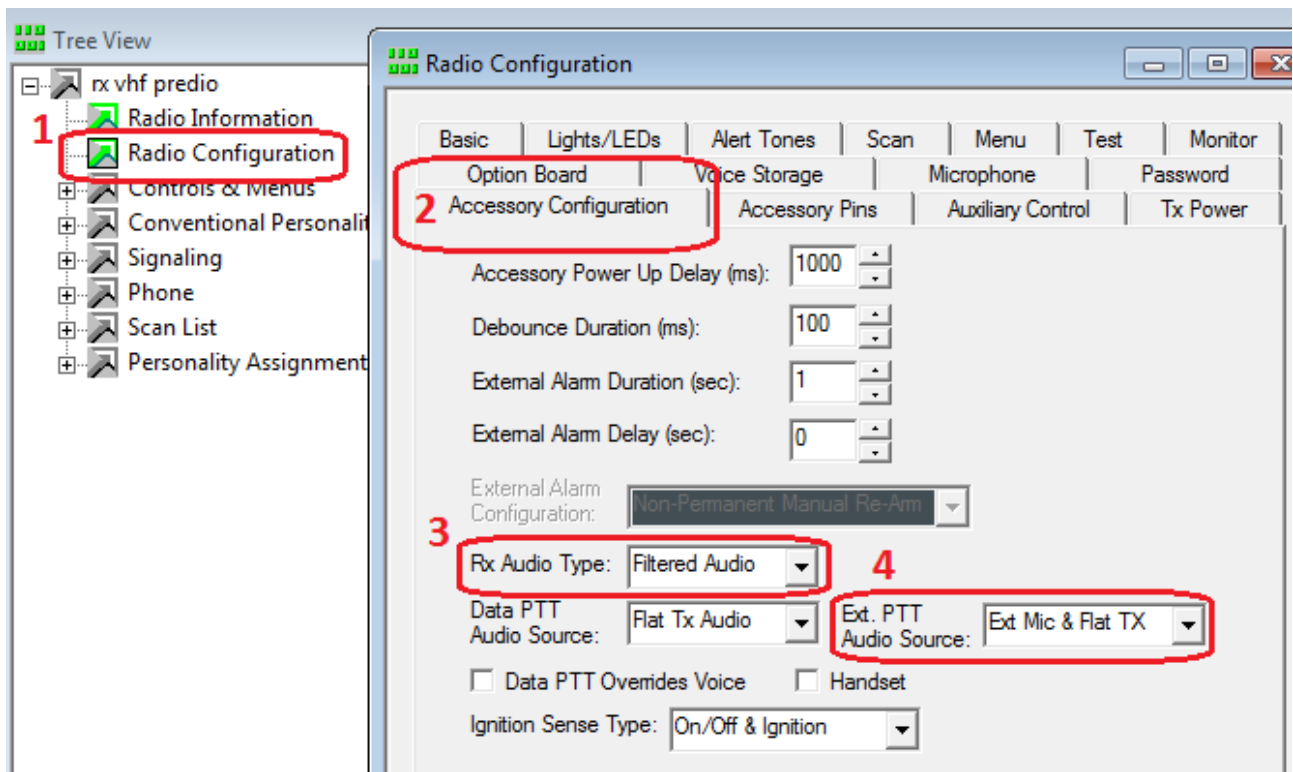 Tree View
rx vhf predio
1
Radio Information
Radio Configuration
Controls & Menus
Conventional Personalit
Signaling
Phone
Scan List
Personality Assignment
Radio Configuration
Basic Lights/LEDs Alert Tones Scan Menu Test Monitor
Option Board Voice Storage Microphone Password
2 Accessory Configuration Accessory Pins Auxiliary Control Tx Power
Accessory Power Up Delay (ms): 1000
Debounce Duration (ms): 100
External Alarm Duration (sec): 1
External Alarm Delay (sec): 0
External Alarm
Configuration: Non-Permanent Manual Re-Arm
3
Rx Audio Type: Filtered Audio
4
Data PTT
Audio Source: Flat Tx Audio
Ext. PTT
Audio Source: Ext Mic & Flat TX
Data PTT Overrides Voice Handset
Ignition Sense Type: On/Off & Ignition